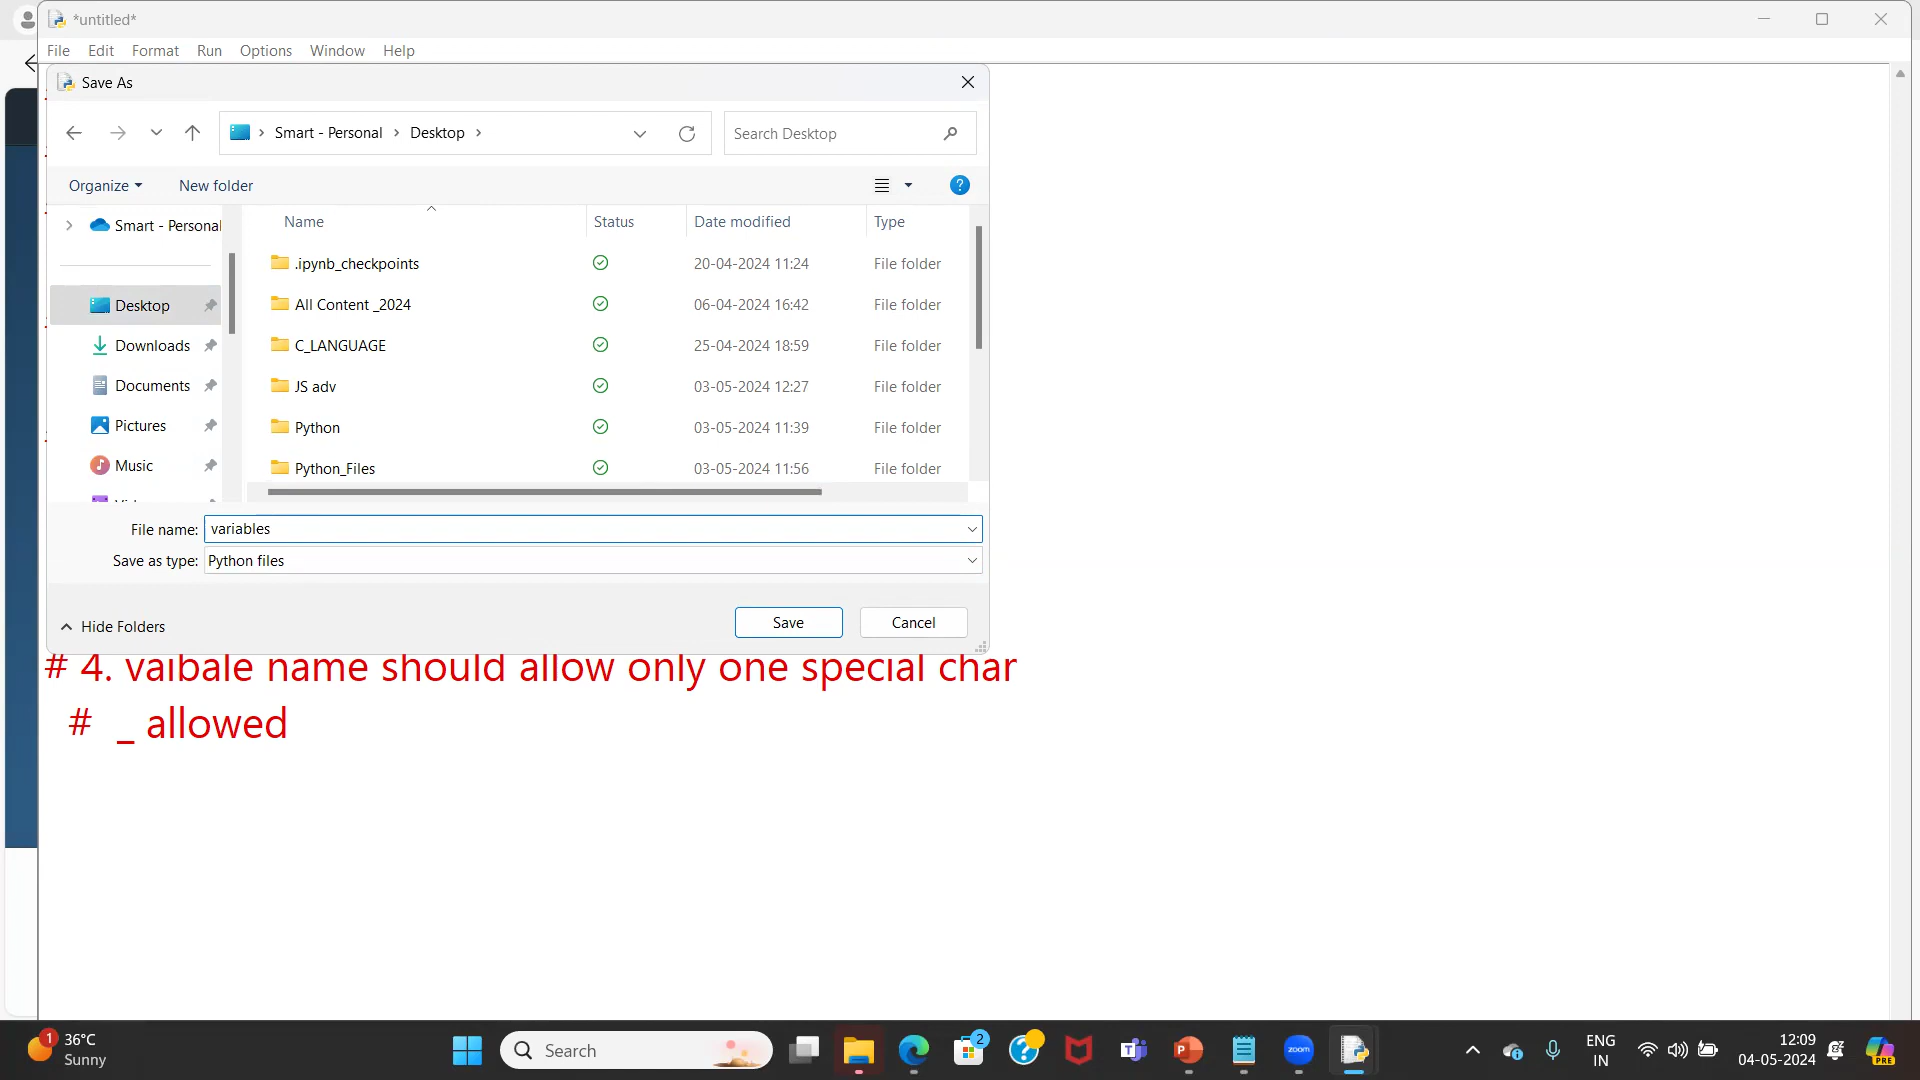 *untitled*
File Edit Format Run Options Window Help
Save As
Smart - Personal Desktop
Search Desktop
Organize New folder
Smart - Personal
Name Status Date modified Type
.ipynb_checkpoints 20-04-2024 11:24 File folder
Desktop
All Content _2024 06-04-2024 16:42 File folder
Downloads
C_LANGUAGE 25-04-2024 18:59 File folder
Documents
JS adv 03-05-2024 12:27 File folder
Pictures
Python 03-05-2024 11:39 File folder
Music
Python_Files 03-05-2024 11:56 File folder
File name: variables
Save as type: Python files
Hide Folders
Save Cancel
# 4. vaibale name should allow only one special char
# _ allowed
1
36°C
Sunny
Search
2
zoom
ENG
IN
12:09
04-05-2024
PRE